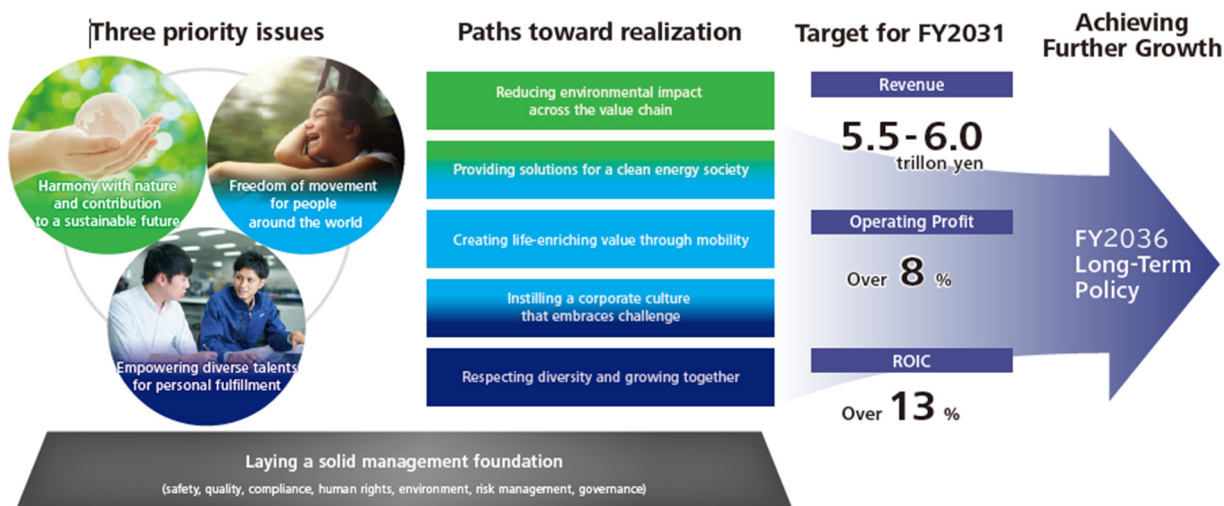 Three priority issues
Harmony with nature
and contribution
to a sustainable future
Freedom of movement
for people
around the world
Empowering diverse talents
for personal fulfillment
Paths toward realization
Reducing environmental impact
across the value chain
Providing solutions for a clean energy society
Creating life-enriching value through mobility
Instilling a corporate culture
that embraces challenge
Respecting diversity and growing together
Target for FY2031
Revenue
5.5-6.0
trillon yen
Operating Profit
Over 8 %
ROIC
Over 13 %
Achieving
Further Growth
FY2036
Long-Term
Policy
Laying a solid management foundation
(safety, quality, compliance, human rights, environment, risk management, governance)